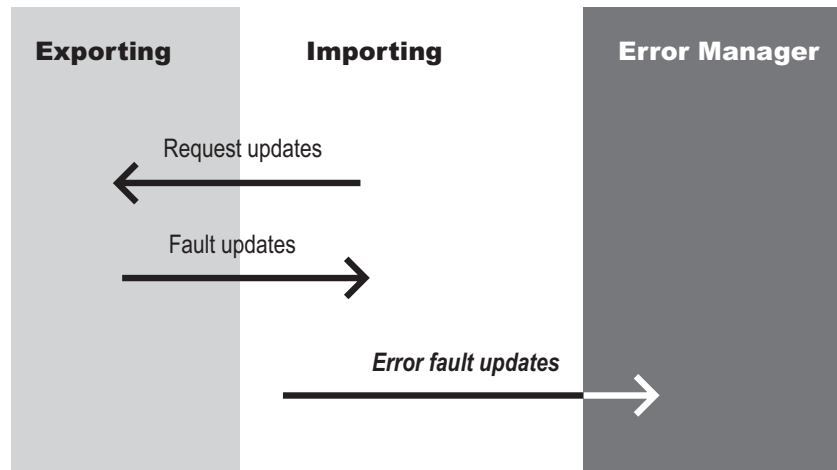 Exporting
Importing
Error Manager
Request updates
Fault updates
Error fault updates